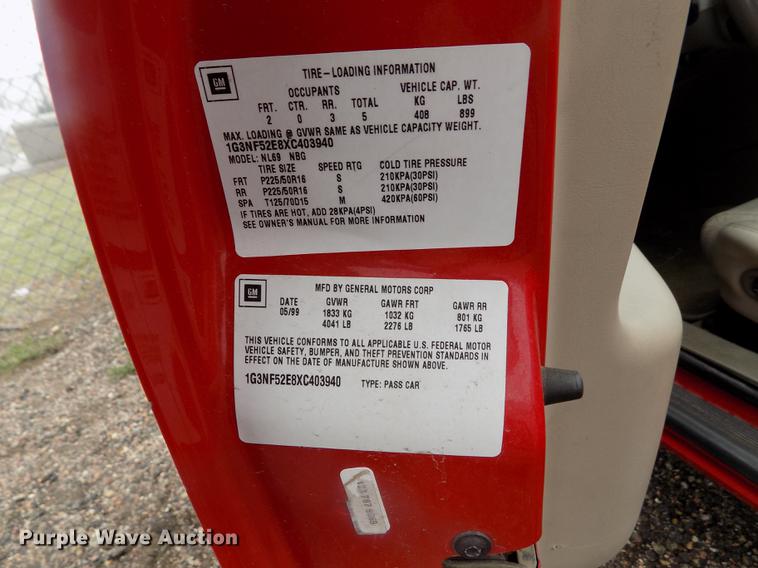 GM
TIRE-LOADING INFORMATION
OCCUPANTS VEHICLE CAP. WT.
FRT. CTR. RR. TOTAL KG LBS
2 0 3 5 408 899
MAX. LOADING @ GVWR SAME AS VEHICLE CAPACITY WEIGHT.
1G3NF52E8XC403940
MODEL: NL69 NBG
TIRE SIZE SPEED RTG COLD TIRE PRESSURE
FRT P225/50R16 S 210KPA(30PSI)
RR P225/50R16 S 210KPA(30PSI)
SPA T125/70D15 M 420KPA(60PSI)
IF TIRES ARE HOT, ADD 28KPA(4PSI)
SEE OWNER'S MANUAL FOR MORE INFORMATION
GM
MFD BY GENERAL MOTORS CORP
DATE GVWR GAWR FRT GAWR RR
05/99 1833 KG 1032 KG 801 KG
4041 LB 2276 LB 1765 LB
THIS VEHICLE CONFORMS TO ALL APPLICABLE U.S. FEDERAL MOTOR
VEHICLE SAFETY, BUMPER, AND THEFT PREVENTION STANDARDS IN
EFFECT ON THE DATE OF MANUFACTURE SHOWN ABOVE.
1G3NF52E8XC403940 TYPE: PASS CAR
Purple Wave Auction